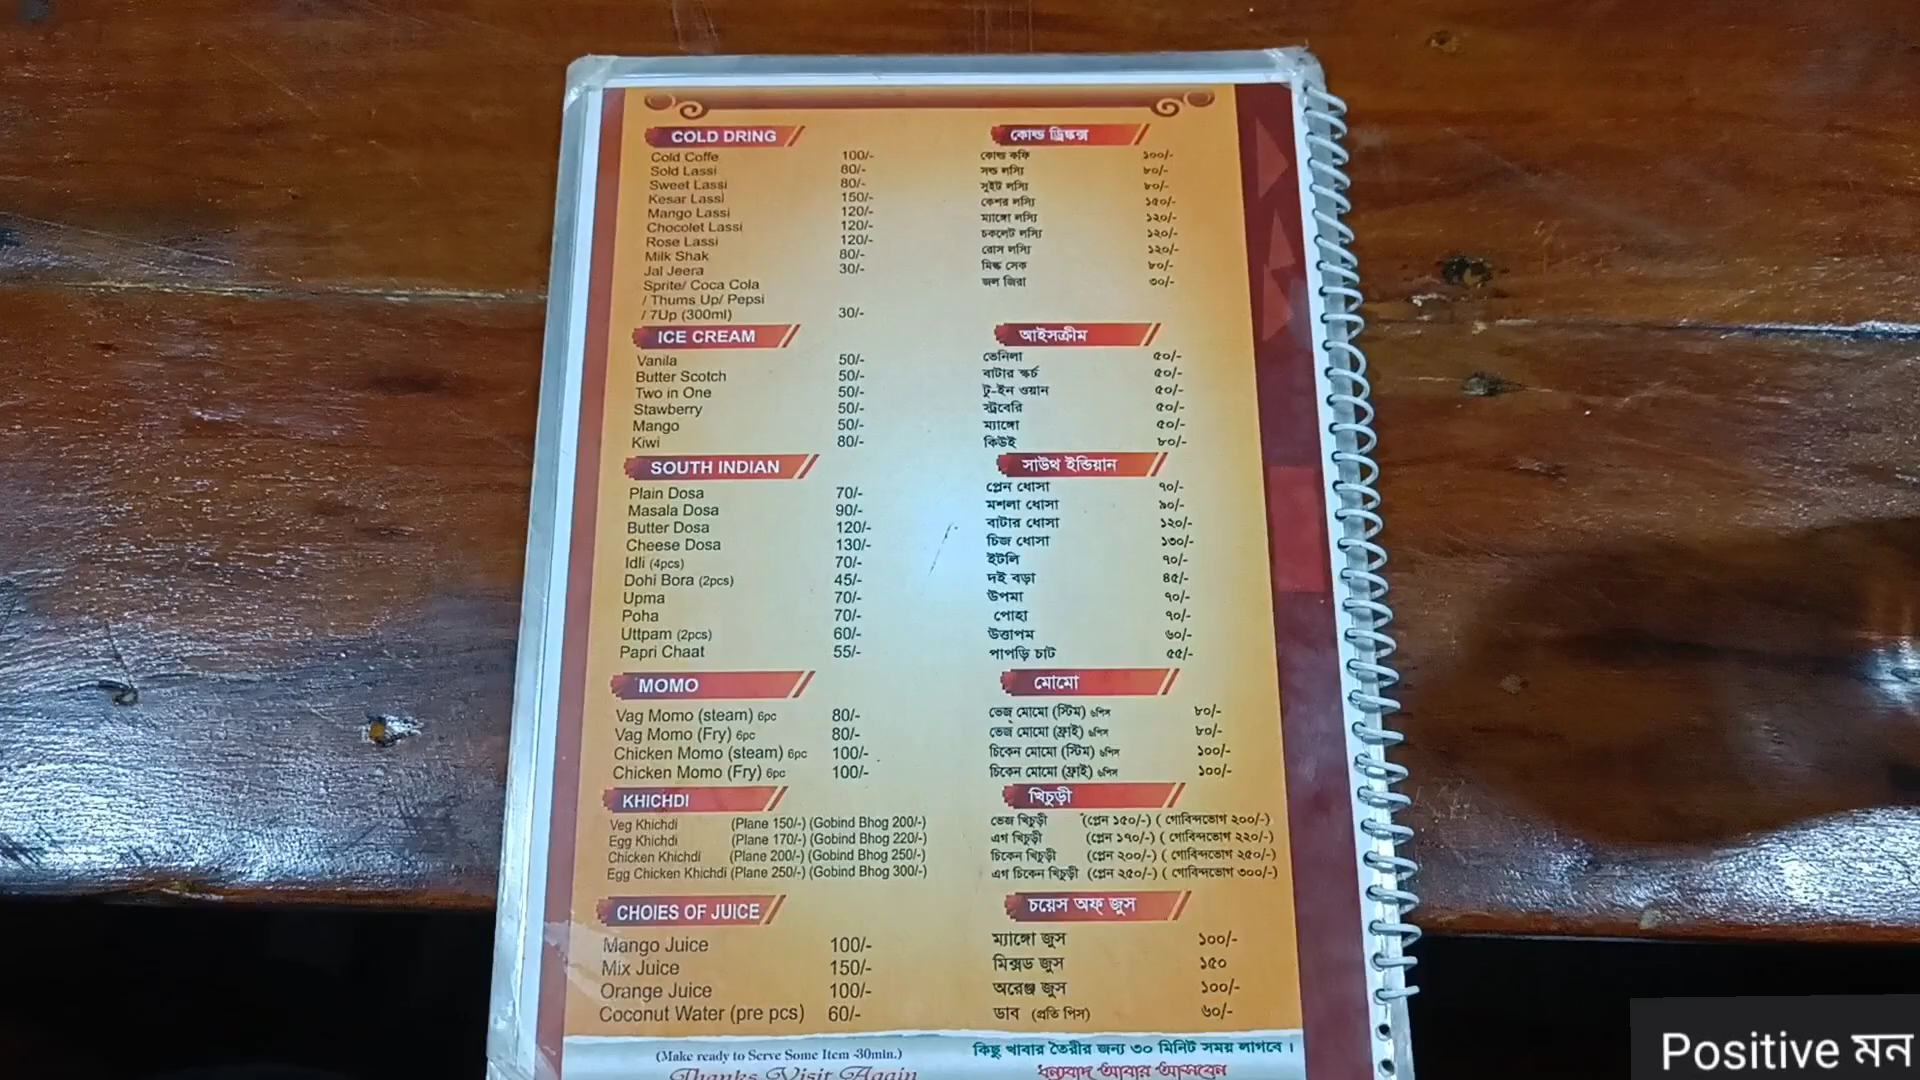 COLD DRING
Cold Coffe 100/-
Sold Lassi 80/-
Sweet Lassi 80/-
Kesar Lassi 150/-
Mango Lassi 120/-
Chocolet Lassi 120/-
Rose Lassi 120/-
Milk Shak 80/-
Jal Jeera 30/-
Sprite/ Coca Cola
/ Thums Up/ Pepsi
/ 7Up (300ml) 30/-
ICE CREAM
Vanila 50/-
Butter Scotch 50/-
Two in One 50/-
Stawberry 50/-
Mango 50/-
Kiwi 80/-
SOUTH INDIAN
Plain Dosa 70/-
Masala Dosa 90/-
Butter Dosa 120/-
Cheese Dosa 130/-
Idli (4pcs) 70/-
Dohi Bora (2pcs) 45/-
Upma 70/-
Poha 70/-
Uttpam (2pcs) 60/-
Papri Chaat 55/-
MOMO
Vag Momo (steam) 6pc 80/-
Vag Momo (Fry) 6pc 80/-
Chicken Momo (steam) 6pc 100/-
Chicken Momo (Fry) 6pc 100/-
KHICHDI
Veg Khichdi (Plane 150/-) (Gobind Bhog 200/-)
Egg Khichdi (Plane 170/-) (Gobind Bhog 220/-)
Chicken Khichdi (Plane 200/-) (Gobind Bhog 250/-)
Egg Chicken Khichdi (Plane 250/-) (Gobind Bhog 300/-)
CHOIES OF JUICE
Mango Juice 100/-
Mix Juice 150/-
Orange Juice 100/-
Coconut Water (pre pcs) 60/-
(Make ready to Serve Some Item -30min.)
Thanks Visit Again
কোল্ড ড্রিঙ্কস
কোল্ড কফি ১০০/-
সল্ড লস্যি ৮০/-
সুইট লস্যি ৮০/-
কেশর লস্যি ১৫০/-
ম্যাঙ্গো লস্যি ১২০/-
চকলেট লস্যি ১২০/-
রোস লস্যি ১২০/-
মিল্ক সেক ৮০/-
জল জিরা ৩০/-
আইসক্রীম
ভেনিলা ৫০/-
বাটার স্কর্চ ৫০/-
টু-ইন ওয়ান ৫০/-
স্ট্রবেরি ৫০/-
ম্যাঙ্গো ৫০/-
কিউই ৮০/-
সাউথ ইন্ডিয়ান
প্লেন ধোসা ৭০/-
মশলা ধোসা ৯০/-
বাটার ধোসা ১২০/-
চিজ ধোসা ১৩০/-
ইটলি ৭০/-
দই বড়া ৪৫/-
উপমা ৭০/-
পোহা ৭০/-
উত্তাপম ৬০/-
পাপড়ি চাট ৫৫/-
মোমো
ভেজ্ মোমো (স্টিম) ৬পিস ৮০/-
ভেজ মোমো (ফ্রাই) ৬পিস ৮০/-
চিকেন মোমো (স্টিম) ৬পিস ১০০/-
চিকেন মোমো (ফ্রাই) ৬পিস ১০০/-
খিচুড়ী
ভেজ খিচুড়ী (প্লেন ১৫০/-) ( গোবিন্দভোগ ২০০/-)
এগ খিচুড়ী (প্লেন ১৭০/-) ( গোবিন্দভোগ ২২০/-)
চিকেন খিচুড়ী (প্লেন ২০০/-) ( গোবিন্দভোগ ২৫০/-)
এগ চিকেন খিচুড়ী (প্লেন ২৫০/-) ( গোবিন্দভোগ ৩০০/-)
চয়েস অফ্ জুস
ম্যাঙ্গো জুস ১০০/-
মিক্সড জুস ১৫০
অরেঞ্জ জুস ১০০/-
ডাব (প্রতি পিস) ৬০/-
কিছু খাবার তৈরীর জন্য ৩০ মিনিট সময় লাগবে।
ধন্যবাদ আবার আসবেন
Positive মন